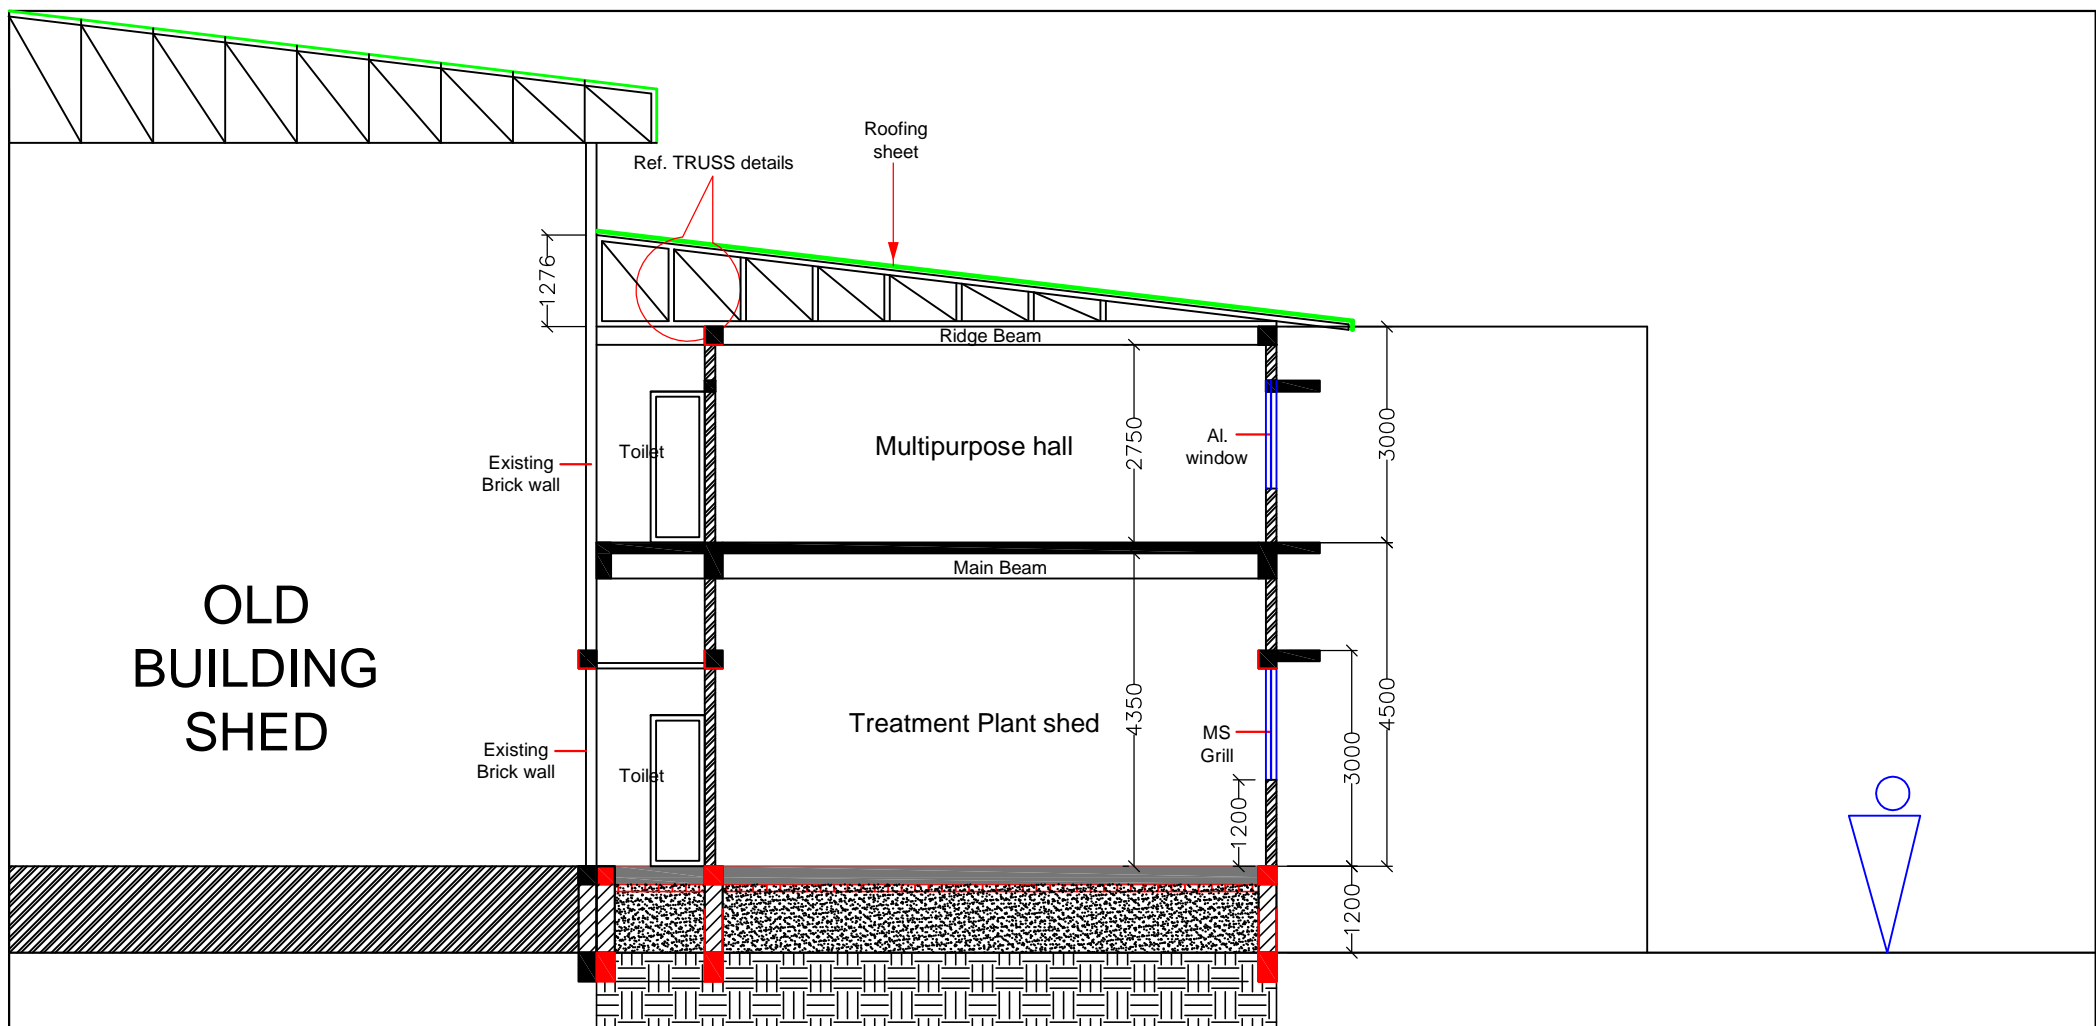 Roofing
sheet
Ref. TRUSS details
1276
Ridge Beam
Toilet
Multipurpose hall
2750
Al.
window
3000
Existing
Brick wall
Main Beam
OLD
BUILDING
SHED
Treatment Plant shed
4350
MS
Grill
4500
3000
Existing
Brick wall
Toilet
1200
1200